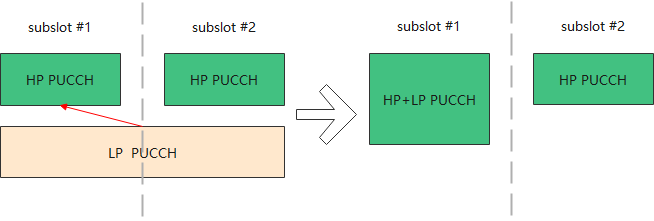 subslot #1
subslot #2
HP PUCCH
HP PUCCH
LP PUCCH
subslot #1
subslot #2
HP+LP PUCCH
HP PUCCH